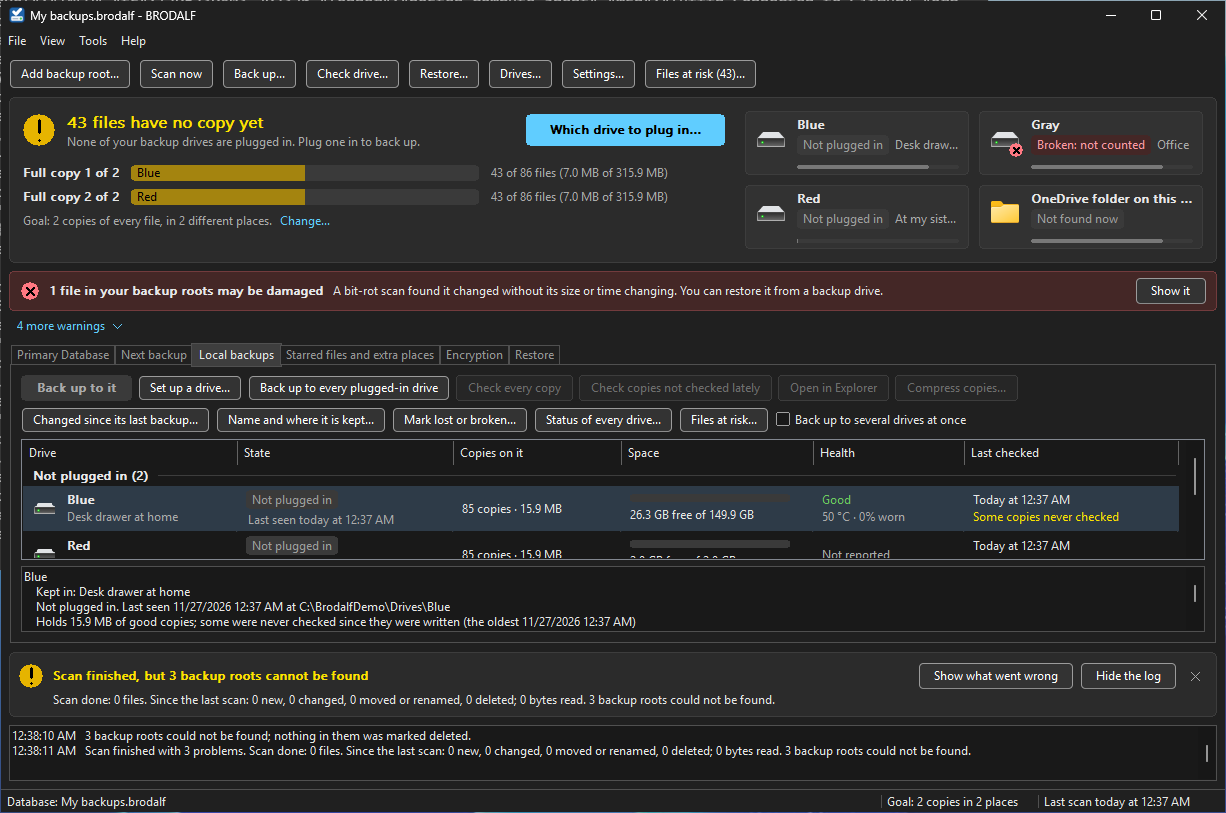 My backups.brodalf - BRODALF
File View Tools Help
Add backup root... Scan now Back up... Check drive... Restore... Drives... Settings... Files at risk (43)...
43 files have no copy yet
None of your backup drives are plugged in. Plug one in to back up.
Which drive to plug in...
Full copy 1 of 2 Blue 43 of 86 files (7.0 MB of 315.9 MB)
Full copy 2 of 2 Red 43 of 86 files (7.0 MB of 315.9 MB)
Goal: 2 copies of every file, in 2 different places. Change...
Blue
Not plugged in Desk draw...
Gray
Broken: not counted Office
Red
Not plugged in At my sist...
OneDrive folder on this ...
Not found now
1 file in your backup roots may be damaged A bit-rot scan found it changed without its size or time changing. You can restore it from a backup drive. Show it
4 more warnings
Primary Database Next backup Local backups Starred files and extra places Encryption Restore
Back up to it Set up a drive... Back up to every plugged-in drive Check every copy Check copies not checked lately Open in Explorer Compress copies...
Changed since its last backup... Name and where it is kept... Mark lost or broken... Status of every drive... Files at risk... Back up to several drives at once
Drive State Copies on it Space Health Last checked
Not plugged in (2)
Blue Not plugged in Good Today at 12:37 AM
85 copies · 15.9 MB 26.3 GB free of 149.9 GB
Desk drawer at home Last seen today at 12:37 AM 50 °C · 0% worn Some copies never checked
Red Not plugged in Today at 12:37 AM
85 copies · 15.9 MB Not reported
Blue
Kept in: Desk drawer at home
Not plugged in. Last seen 11/27/2026 12:37 AM at C:\BrodalfDemo\Drives\Blue
Holds 15.9 MB of good copies; some were never checked since they were written (the oldest 11/27/2026 12:37 AM)
Scan finished, but 3 backup roots cannot be found
Show what went wrong Hide the log
Scan done: 0 files. Since the last scan: 0 new, 0 changed, 0 moved or renamed, 0 deleted; 0 bytes read. 3 backup roots could not be found.
12:38:10 AM 3 backup roots could not be found; nothing in them was marked deleted.
12:38:11 AM Scan finished with 3 problems. Scan done: 0 files. Since the last scan: 0 new, 0 changed, 0 moved or renamed, 0 deleted; 0 bytes read. 3 backup roots could not be found.
Database: My backups.brodalf Goal: 2 copies in 2 places Last scan today at 12:37 AM